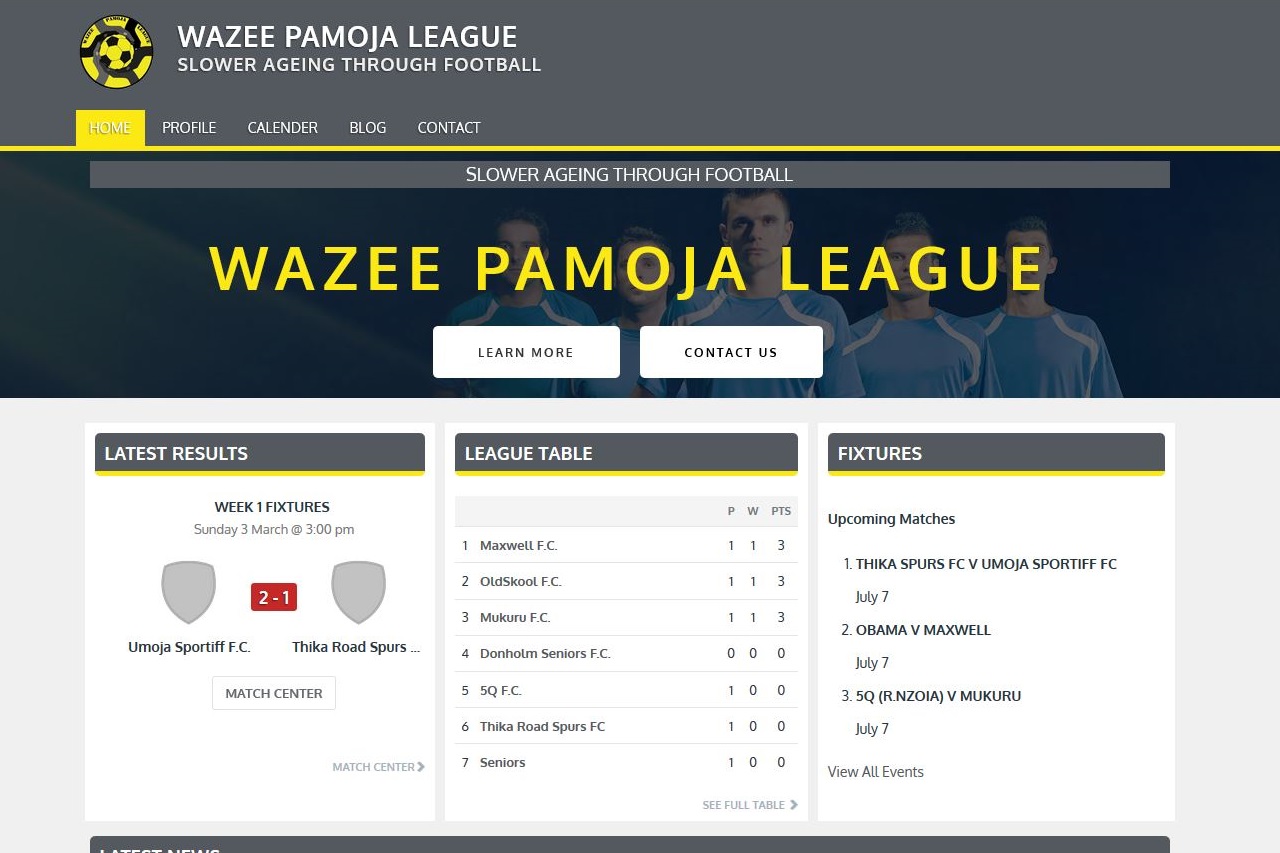 WAZEE PAMOJA LEAGUE
WAZEE PAMOJA LEAGUE
SLOWER AGEING THROUGH FOOTBALL
HOME PROFILE CALENDER BLOG CONTACT
SLOWER AGEING THROUGH FOOTBALL
WAZEE PAMOJA LEAGUE
LEARN MORE CONTACT US
LATEST RESULTS
WEEK 1 FIXTURES
Sunday 3 March @ 3:00 pm
2 - 1
Umoja Sportiff F.C. Thika Road Spurs ...
MATCH CENTER
MATCH CENTER
LEAGUE TABLE
P W PTS
1 Maxwell F.C. 1 1 3
2 OldSkool F.C. 1 1 3
3 Mukuru F.C. 1 1 3
4 Donholm Seniors F.C. 0 0 0
5 5Q F.C. 1 0 0
6 Thika Road Spurs FC 1 0 0
7 Seniors 1 0 0
SEE FULL TABLE
FIXTURES
Upcoming Matches
1. THIKA SPURS FC V UMOJA SPORTIFF FC
July 7
2. OBAMA V MAXWELL
July 7
3. 5Q (R.NZOIA) V MUKURU
July 7
View All Events
LATEST NEWS